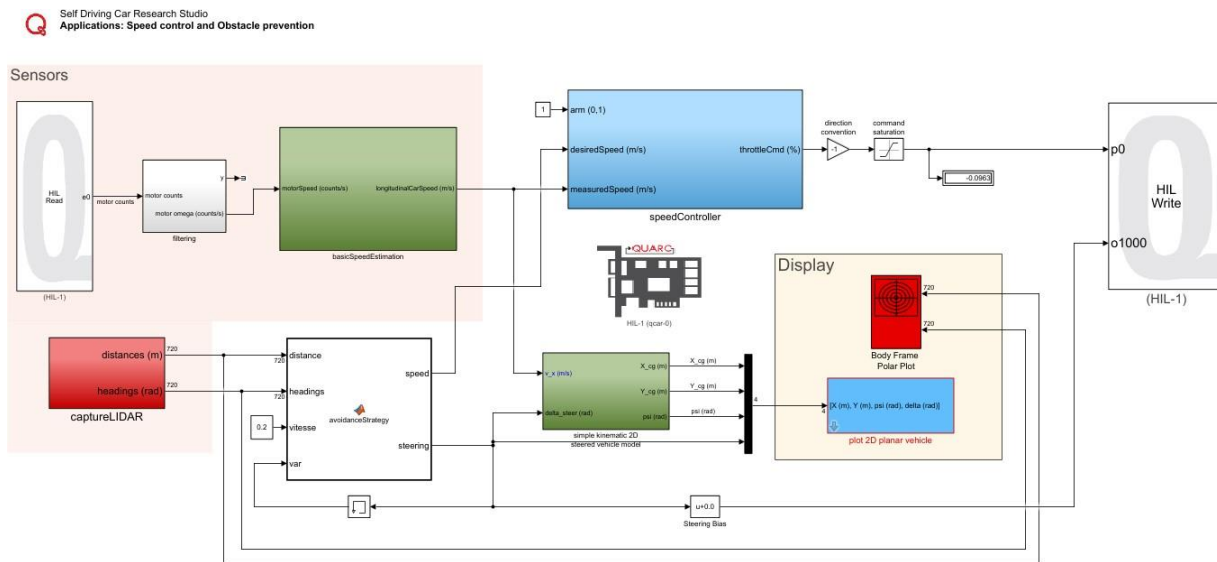 Self Driving Car Research Studio
Applications: Speed control and Obstacle prevention
Sensors
HIL
Read
e0
motor counts
(HIL-1)
motor counts
y
motor omega (counts/s)
filtering
motorSpeed (counts/s)
longitudinalCarSpeed (m/s)
basicSpeedEstimation
1
arm (0,1)
desiredSpeed (m/s)
measuredSpeed (m/s)
throttleCmd (%)
speedController
direction
convention
-1
command
saturation
-0.0963
p0
HIL
Write
o1000
(HIL-1)
QUARC
HIL-1 (qcar-0)
Display
720
720
Body Frame
Polar Plot
distances (m)
720
headings (rad)
720
captureLIDAR
720
distance
720
headings
0.2
vitesse
var
avoidanceStrategy
speed
steering
v_x (m/s)
delta_steer (rad)
X_cg (m)
Y_cg (m)
psi (rad)
simple kinematic 2D
steered vehicle model
X_cg (m)
Y_cg (m)
psi (rad)
4
4
[X (m), Y (m), psi (rad), delta (rad)]
plot 2D planar vehicle
u+0.0
Steering Bias